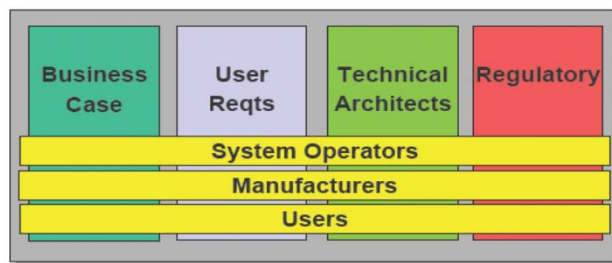 Business
Case
User
Reqts
Technical
Architects
Regulatory
System Operators
Manufacturers
Users